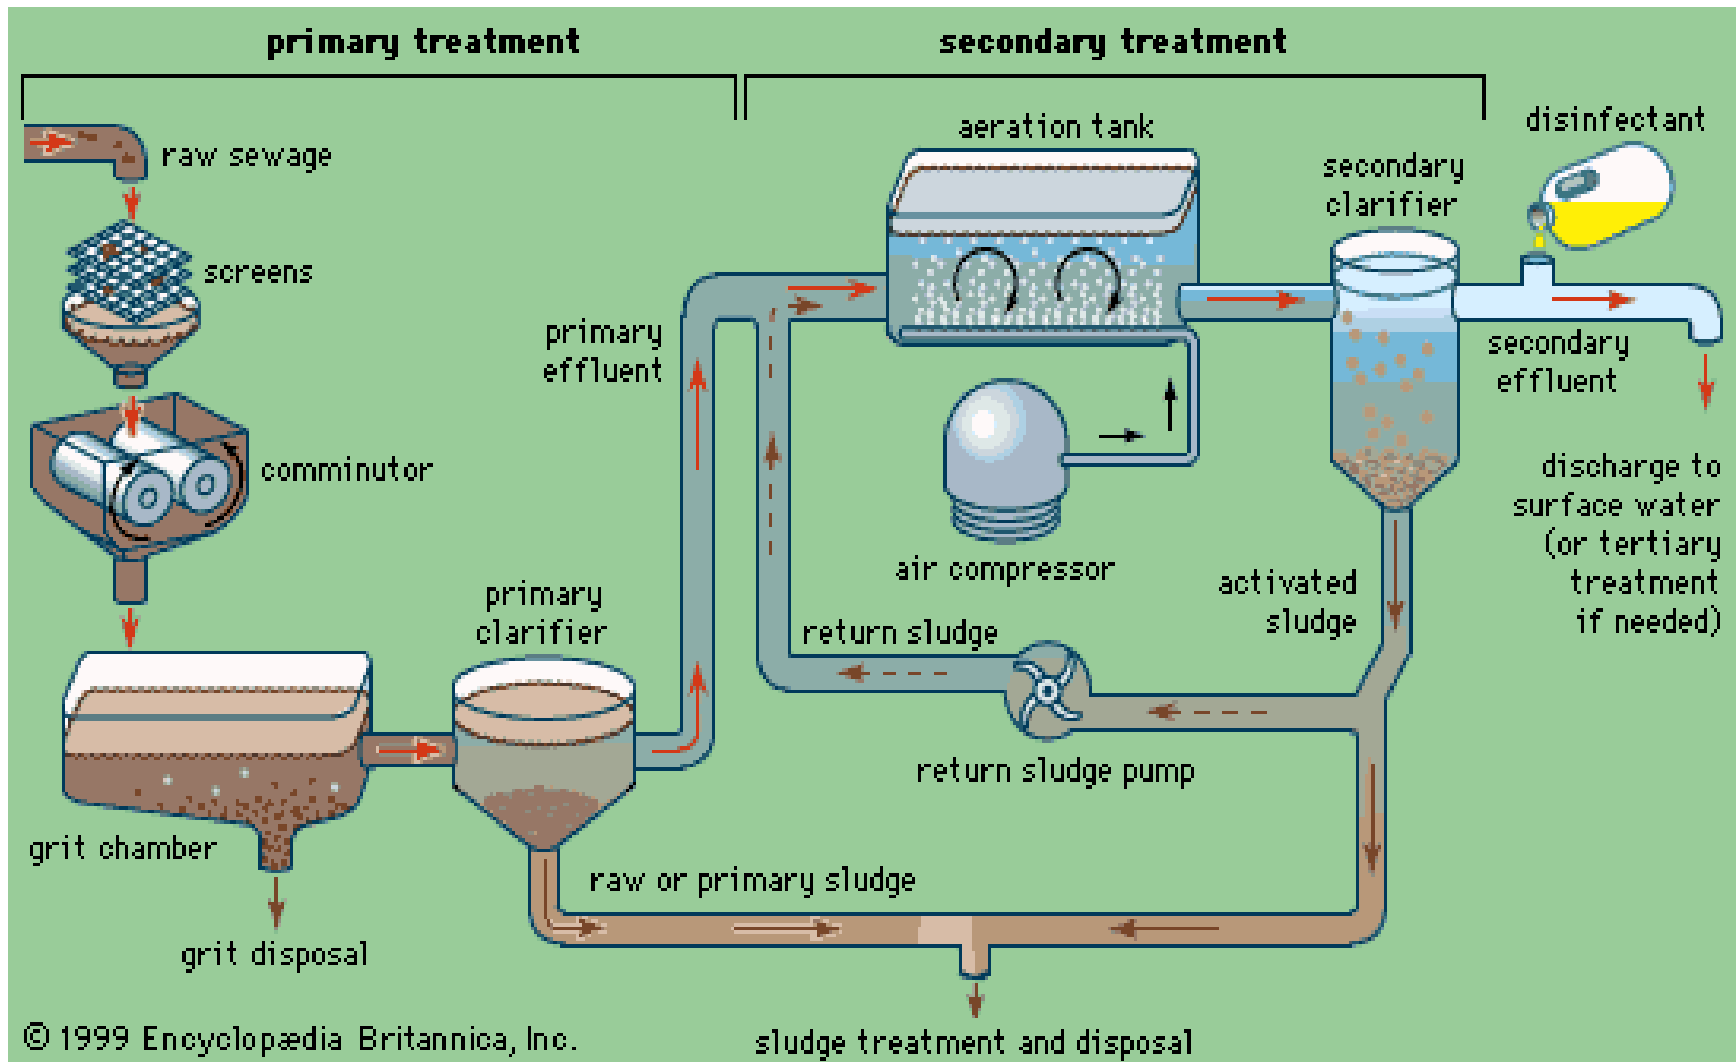 primary treatment
secondary treatment
raw sewage
screens
comminutor
grit chamber
grit disposal
primary
clarifier
raw or primary sludge
primary
effluent
aeration tank
air compressor
return sludge
return sludge pump
secondary
clarifier
activated
sludge
disinfectant
secondary
effluent
discharge to
surface water
(or tertiary
treatment
if needed)
sludge treatment and disposal
© 1999 Encyclopædia Britannica, Inc.